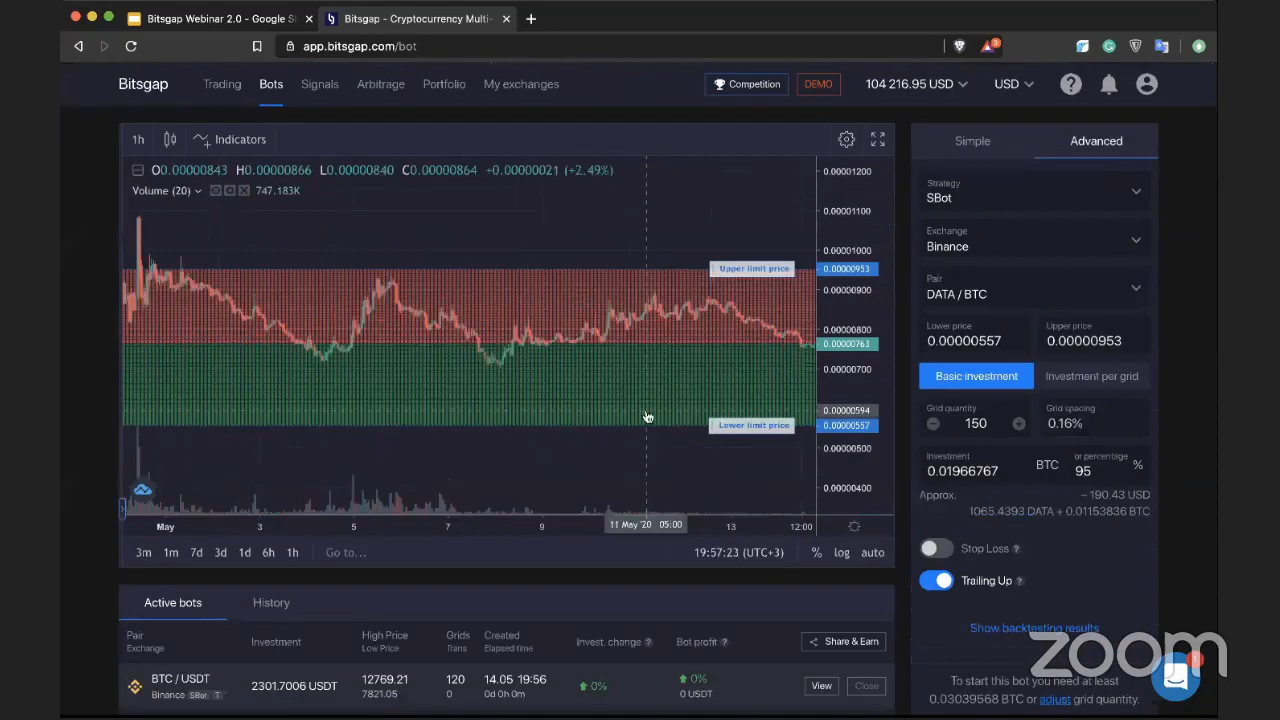 Bitsgap Webinar 2.0 - Google Sl
Bitsgap - Cryptocurrency Multi-
app.bitsgap.com/bot
3
Bitsgap Trading Bots Signals Arbitrage Portfolio My exchanges Competition DEMO 104 216.95 USD USD
1h Indicators
O0.00000843 H0.00000866 L0.00000840 C0.00000864 +0.00000021 (+2.49%)
Volume (20) 747.183K
0.00001200
0.00001100
0.00001000
Upper limit price 0.00000953
0.00000900
0.00000800
0.00000763
0.00000700
0.00000594
Lower limit price 0.00000557
0.00000500
0.00000400
May 3 5 7 9 11 May '20 05:00 13 12:00
3m 1m 7d 3d 1d 6h 1h Go to... 19:57:23 (UTC+3) % log auto
Simple Advanced
Strategy
SBot
Exchange
Binance
Pair
DATA / BTC
Lower price Upper price
0.00000557 0.00000953
Basic investment Investment per grid
Grid quantity Grid spacing
150 0.16%
Investment or percentage
0.01966767 BTC 95 %
Approx. ~ 190.43 USD
1065.4393 DATA + 0.01153836 BTC
Stop Loss ?
Trailing Up ?
Show backtesting results
To start this bot you need at least
0.03039568 BTC or adjust grid quantity.
Active bots History
Pair
Exchange
Investment
High Price
Low Price
Grids
Trans
Created
Elapsed time
Invest. change ?
Bot profit ?
Share & Earn
BTC / USDT
Binance SBot T
2301.7006 USDT
12769.21
7821.05
120
0
14.05 19:56
0d 0h 0m
0%
0%
0 USDT
View Close
zoom
1